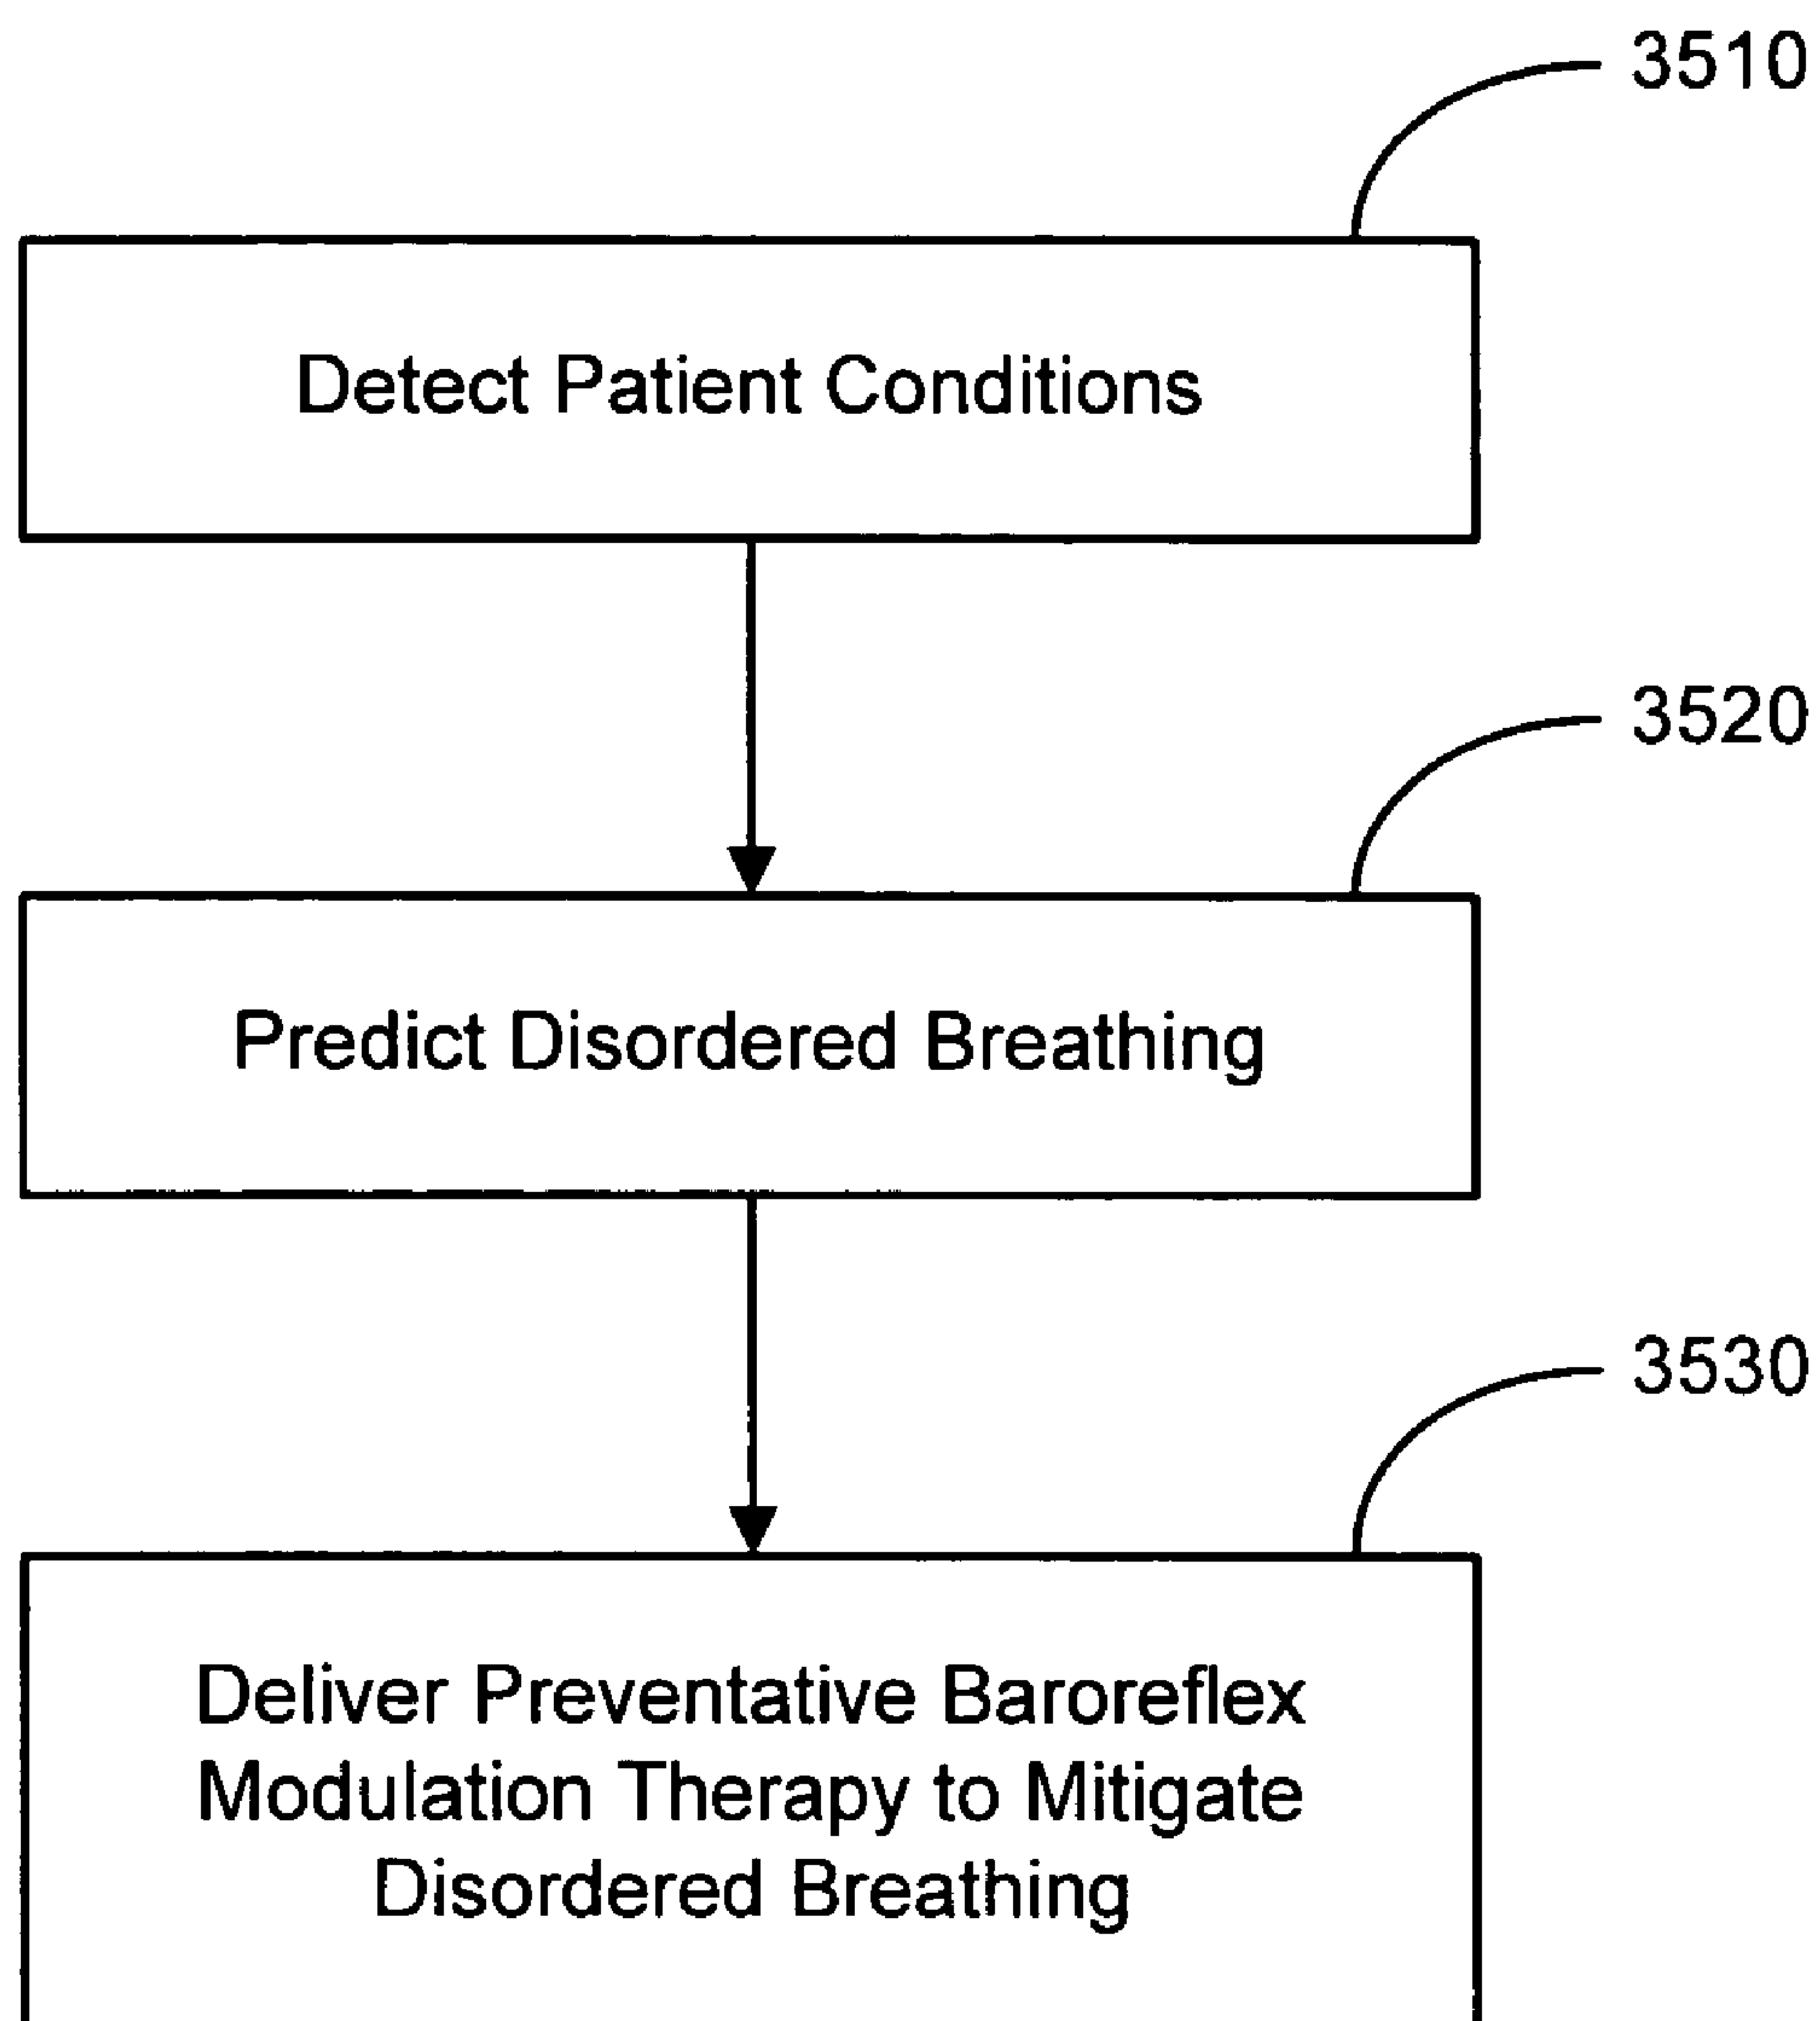 3510
Detect Patient Conditions
3520
Predict Disordered Breathing
3530
Deliver Preventative Baroreflex
Modulation Therapy to Mitigate
Disordered Breathing